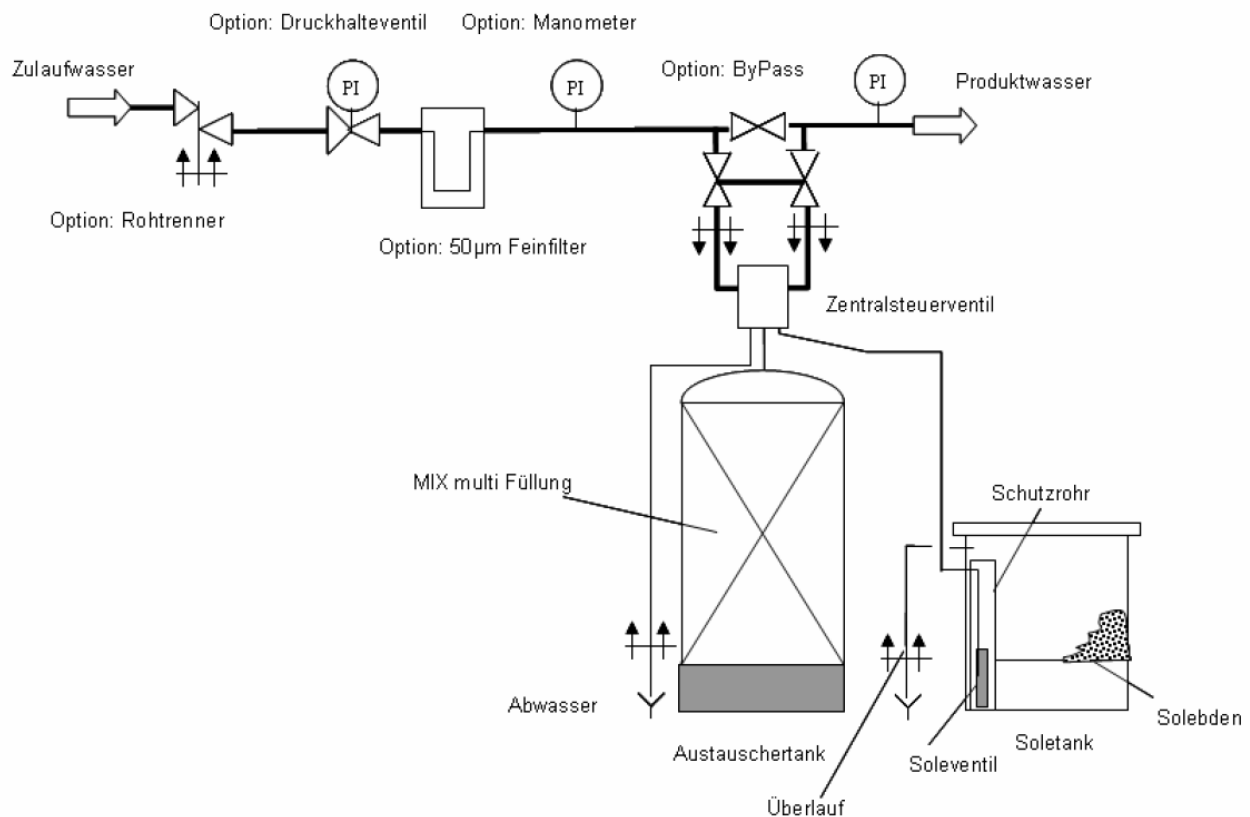 Option: Druckhalteventil
Option: Manometer
Zulaufwasser
PI
PI
Option: ByPass
PI
Produktwasser
Option: Rohtrenner
Option: 50µm Feinfilter
Zentralsteuerventil
MIX multi Füllung
Schutzrohr
Abwasser
Austauschertank
Solebden
Soletank
Soleventil
Überlauf